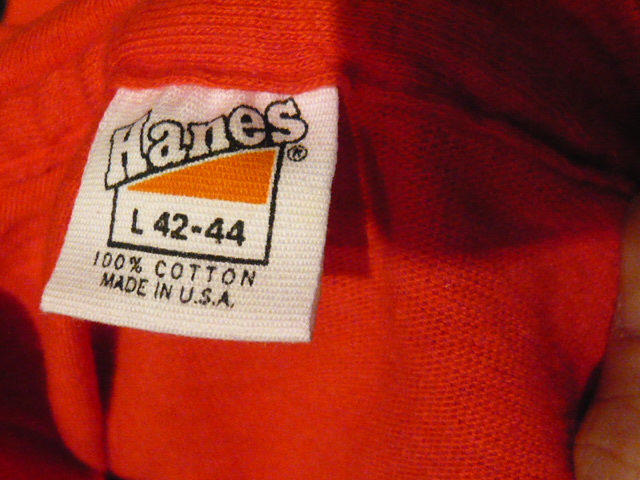 Hanes®
L 42-44
100% COTTON
MADE IN U.S.A.